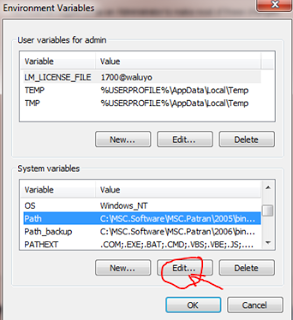 Environment Variables
User variables for admin
Variable Value
LM_LICENSE_FILE 1700@waluyo
TEMP %USERPROFILE%\AppData\Local\Temp
TMP %USERPROFILE%\AppData\Local\Temp
New... Edit... Delete
System variables
Variable Value
OS Windows_NT
Path C:\MSC.Software\MSC.Patran\2005\bin...
Path_backup C:\MSC.Software\MSC.Patran\2006\bin...
PATHEXT .COM;.EXE;.BAT;.CMD;.VBS;.VBE;.JS;....
New... Edit... Delete
OK Cancel